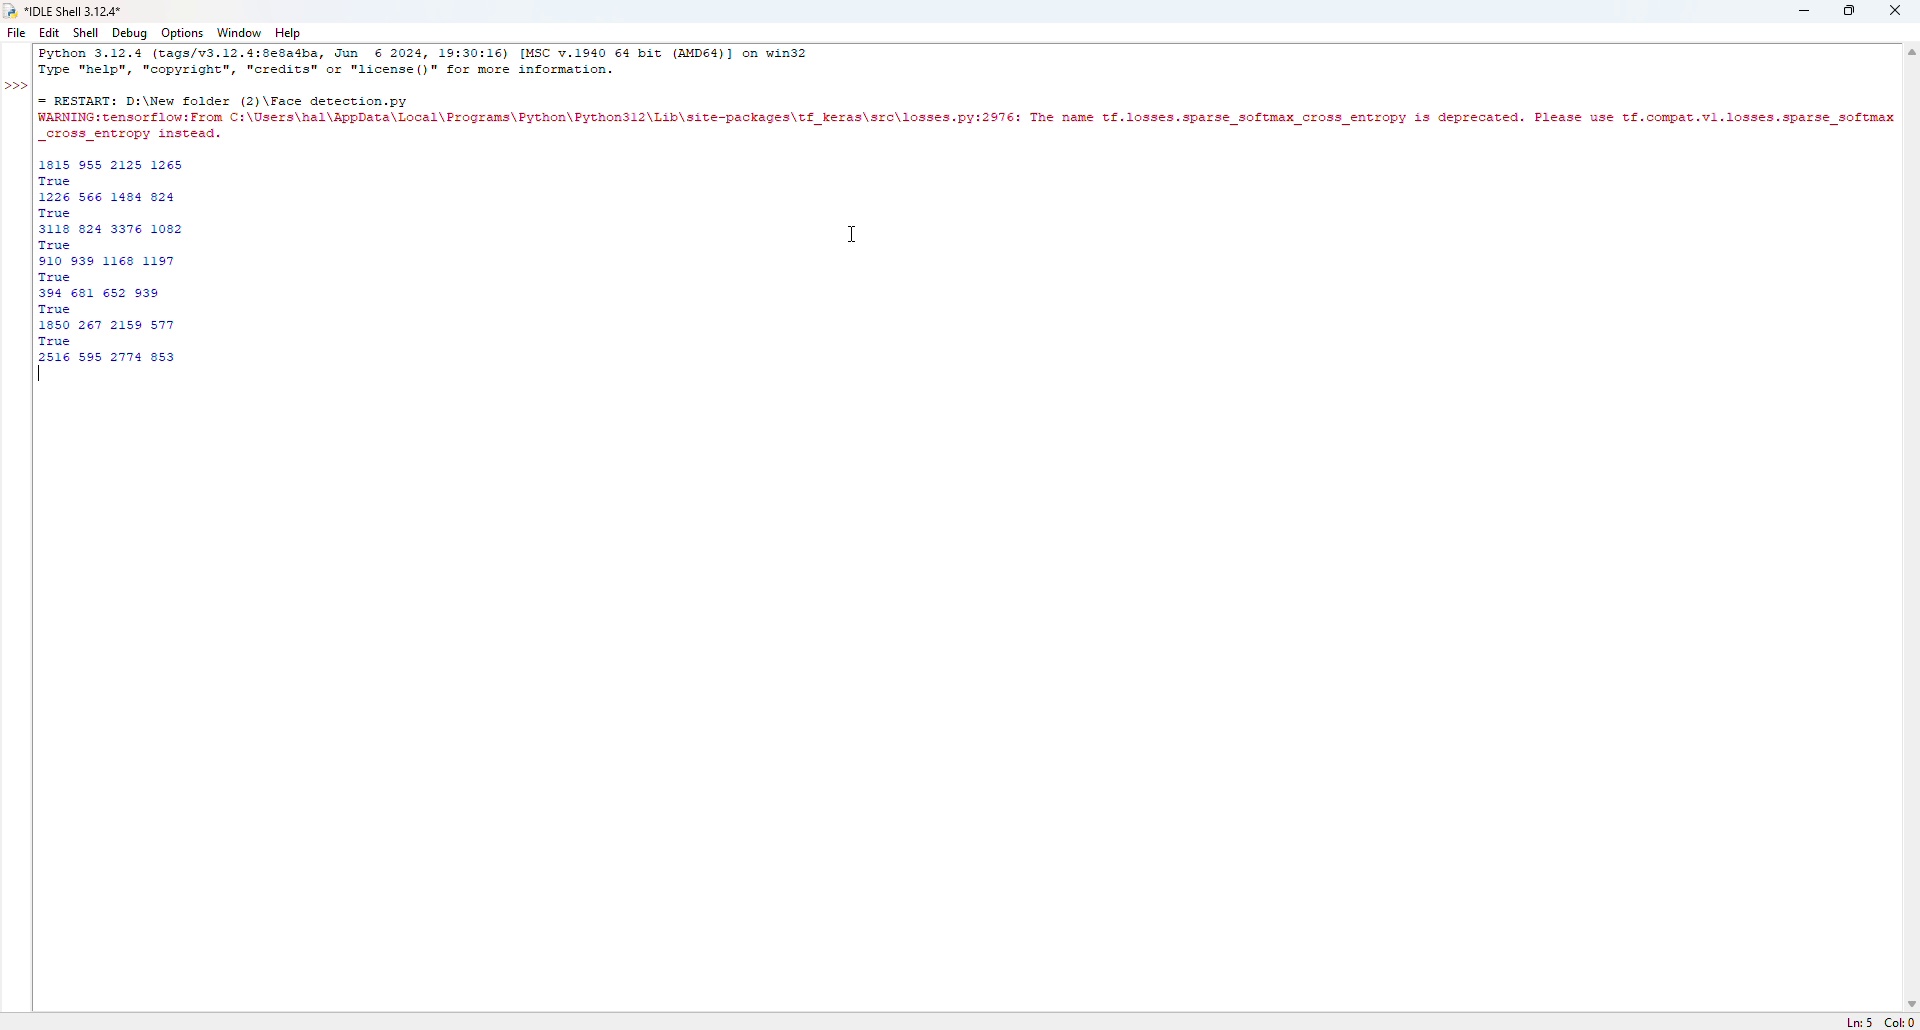 *IDLE Shell 3.12.4*
File Edit Shell Debug Options Window Help
Python 3.12.4 (tags/v3.12.4:8e8a4ba, Jun  6 2024, 19:30:16) [MSC v.1940 64 bit (AMD64)] on win32
Type "help", "copyright", "credits" or "license()" for more information.
>>>
= RESTART: D:\New folder (2)\Face detection.py
WARNING:tensorflow:From C:\Users\hal\AppData\Local\Programs\Python\Python312\Lib\site-packages\tf_keras\src\losses.py:2976: The name tf.losses.sparse_softmax_cross_entropy is deprecated. Please use tf.compat.v1.losses.sparse_softmax
_cross_entropy instead.
1815 955 2125 1265
True
1226 566 1484 824
True
3118 824 3376 1082
True
910 939 1168 1197
True
394 681 652 939
True
1850 267 2159 577
True
2516 595 2774 853
Ln: 5 Col: 0